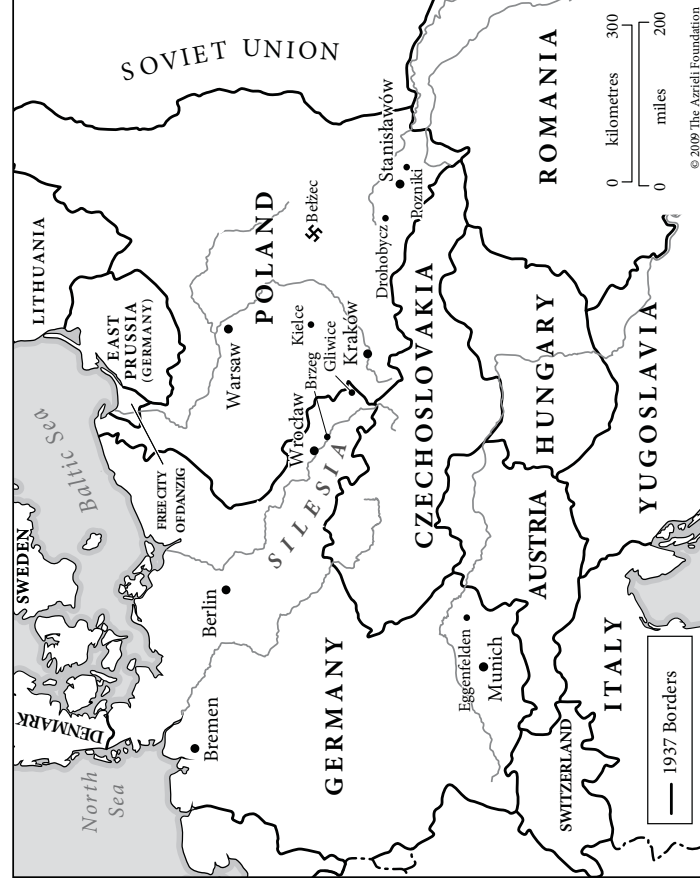 North
Sea
DENMARK
SWEDEN
Baltic Sea
LITHUANIA
SOVIET UNION
EAST
PRUSSIA
(GERMANY)
FREE CITY
OF DANZIG
Bremen
Berlin
Warsaw
POLAND
GERMANY
SILESIA
Wrocław
Brzeg
Gliwice
Kielce
Kraków
Bełżec
Drohobycz
Stanisławów
Rozniki
CZECHOSLOVAKIA
Eggenfelden
Munich
AUSTRIA
HUNGARY
ROMANIA
SWITZERLAND
ITALY
YUGOSLAVIA
1937 Borders
0 kilometres 300
0 miles 200
© 2009 The Azrieli Foundation